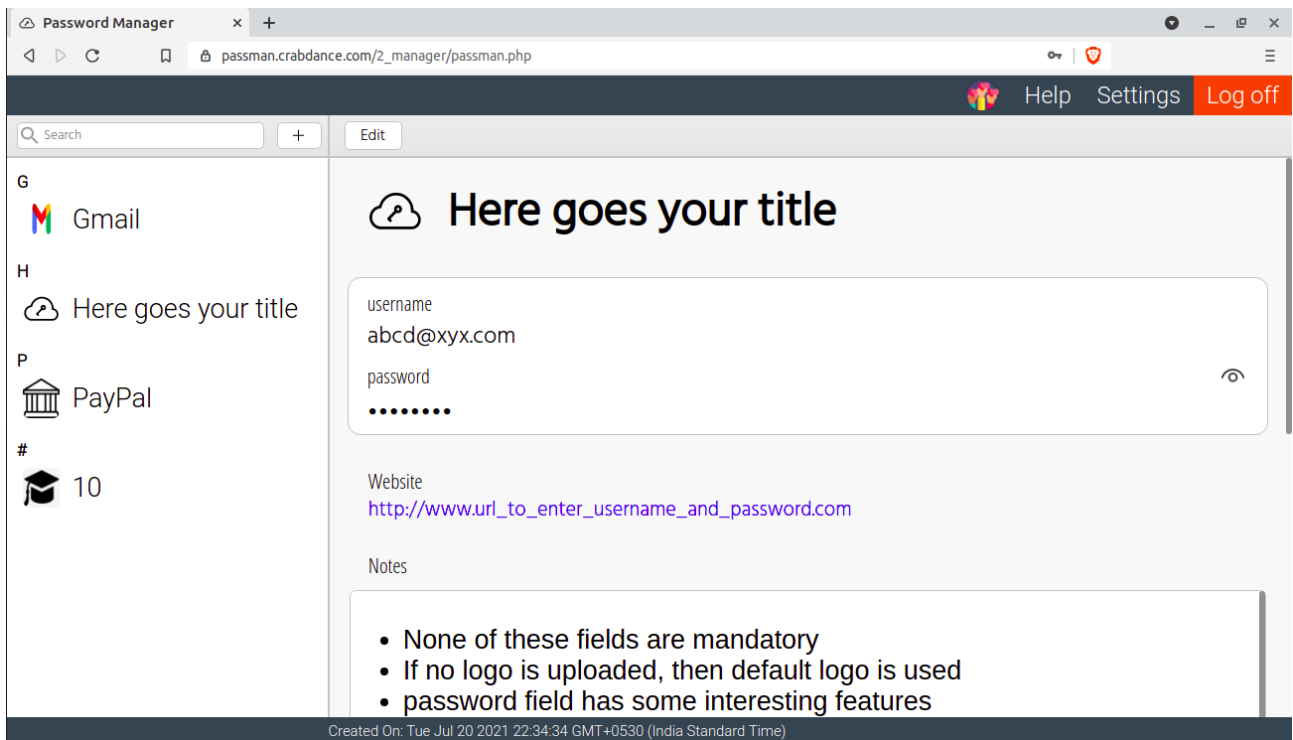 Password Manager
passman.crabdance.com/2_manager/passman.php
Help Settings Log off
Search + Edit
G
Gmail
H
Here goes your title
P
PayPal
#
10
Here goes your title
username
abcd@xyx.com
password
••••••••
Website
http://www.url_to_enter_username_and_password.com
Notes
• None of these fields are mandatory
• If no logo is uploaded, then default logo is used
• password field has some interesting features
Created On: Tue Jul 20 2021 22:34:34 GMT+0530 (India Standard Time)